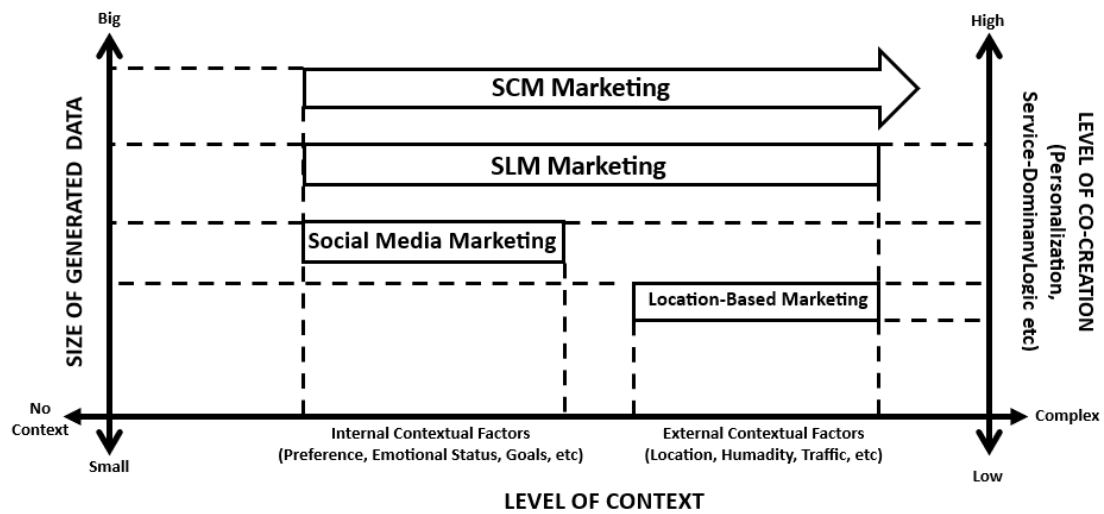 Big
High
SIZE OF GENERATED DATA
SCM Marketing
SLM Marketing
Social Media Marketing
Location-Based Marketing
LEVEL OF CO-CREATION
(Personalization,
Service-DominanvLogic etc)
No
Context
Complex
Small
Low
Internal Contextual Factors
(Preference, Emotional Status, Goals, etc)
External Contextual Factors
(Location, Humadity, Traffic, etc)
LEVEL OF CONTEXT